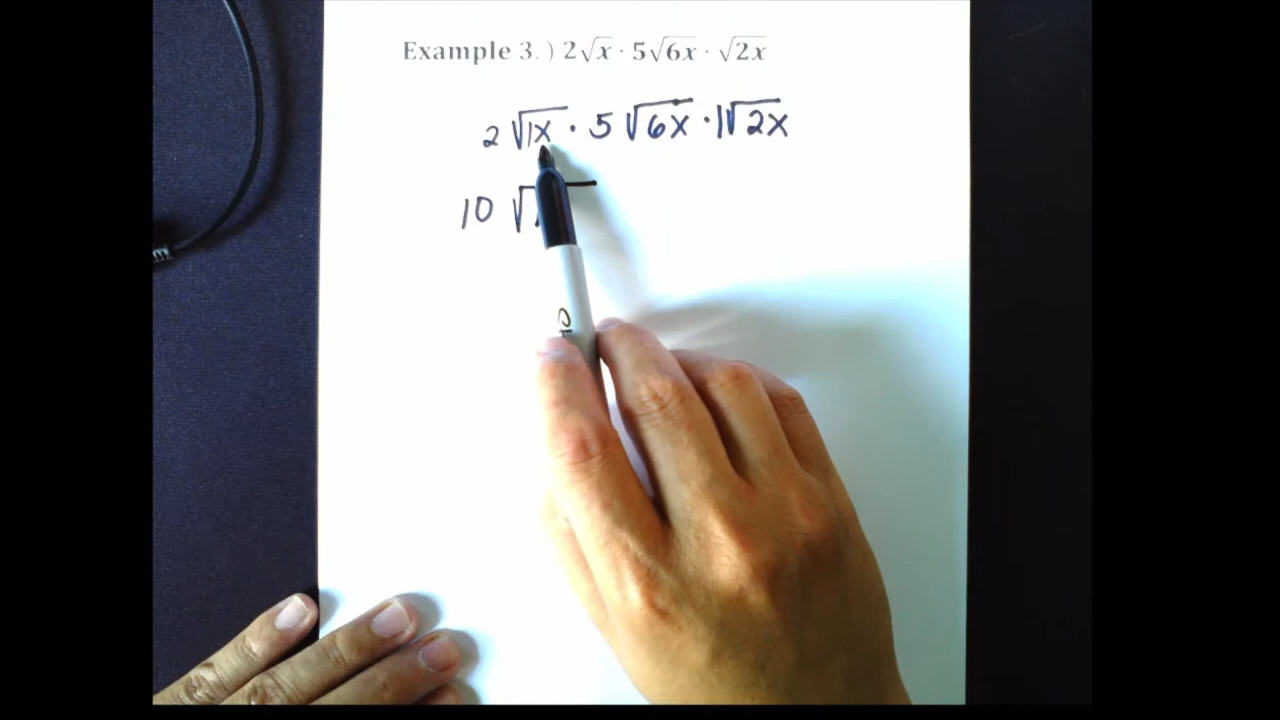 Example 3.) 2√x · 5√6x · √2x
2 √1x · 5 √6x · 1√2x
10 √